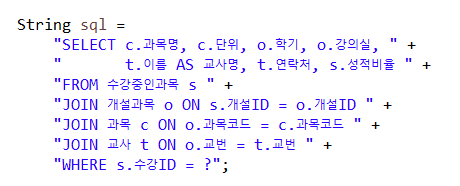 String sql =
"SELECT c.과목명, c.단위, o.학기, o.강의실, " +
"       t.이름 AS 교사명, t.연락처, s.성적비율 " +
"FROM 수강중인과목 s " +
"JOIN 개설과목 o ON s.개설ID = o.개설ID " +
"JOIN 과목 c ON o.과목코드 = c.과목코드 " +
"JOIN 교사 t ON o.교번 = t.교번 " +
"WHERE s.수강ID = ?";